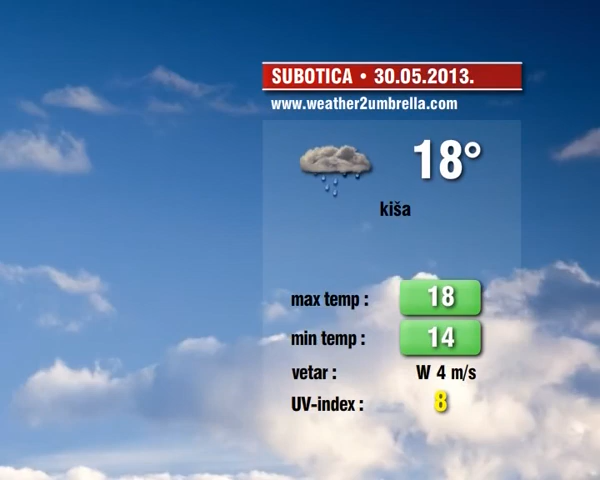 SUBOTICA • 30.05.2013.
www.weather2umbrella.com
18°
kiša
max temp : 18
min temp : 14
vetar : W 4 m/s
UV-index : 8